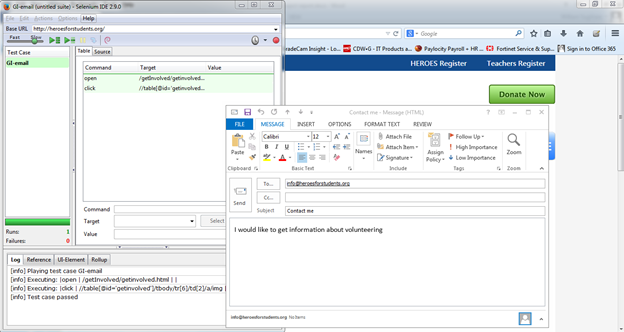 GI-email (untitled suite) - Selenium IDE 2.9.0
File Edit Actions Options Help
Base URL http://heroesforstudents.org/
Fast Slow
Test Case
GI-email
Table Source
Command Target Value
open /getInvolved/getinvolved...
click //table[@id='getinvolved...
Command
Target Select
Value
Runs: 1
Failures: 0
Log Reference UI-Element Rollup
[info] Playing test case GI-email
[info] Executing: |open | /getInvolved/getinvolved.html | |
[info] Executing: |click | //table[@id='getinvolved']/tbody/tr[6]/td[2]/a/img |
[info] Test case passed
Google
radeCam Insight - Lo... CDW•G - IT Products a... Paylocity Payroll + HR ... Fortinet Service & Sup... Sign in to Office 365
HEROES Register Teachers Register
Donate Now
Contact me - Message (HTML)
FILE MESSAGE INSERT OPTIONS FORMAT TEXT REVIEW
Paste
Calibri 12
B I U
Clipboard
Basic Text
Names
Attach File
Attach Item
Signature
Include
Assign Policy
Follow Up
High Importance
Low Importance
Tags
Zoom
Zoom
Send
To... info@heroesforstudents.org
Cc...
Subject Contact me
I would like to get information about volunteering
info@heroesforstudents.org No Items